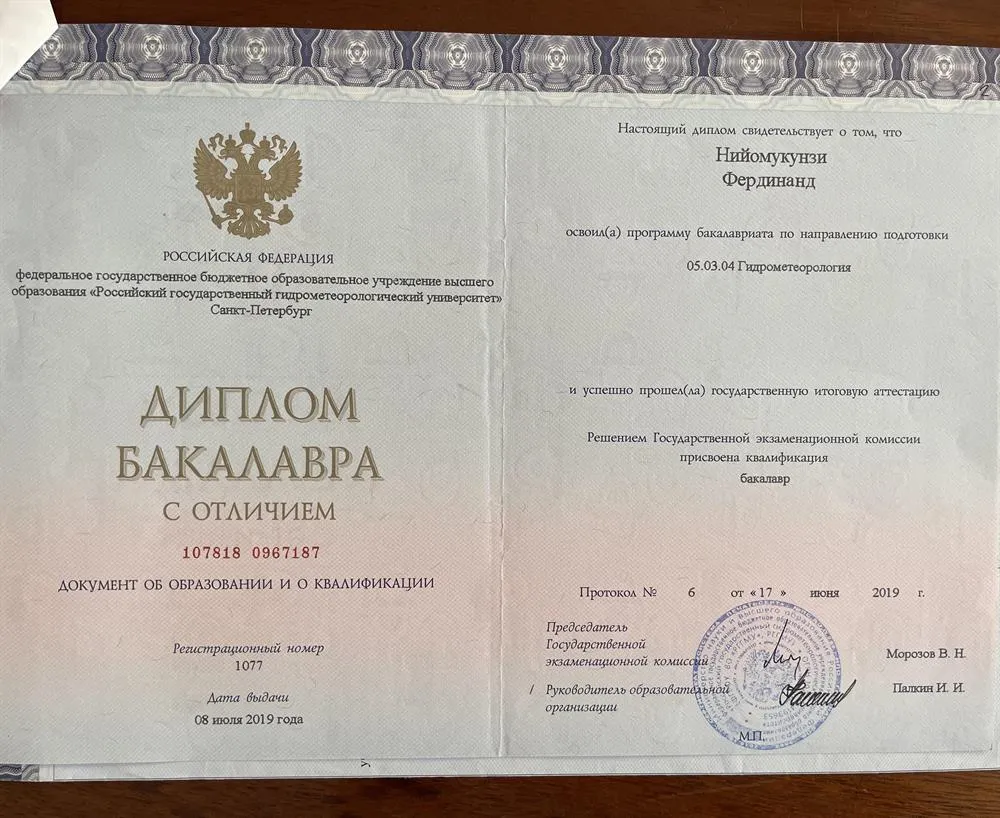 РОССИЙСКАЯ ФЕДЕРАЦИЯ
федеральное государственное бюджетное образовательное учреждение высшего
образования «Российский государственный гидрометеорологический университет»
Санкт-Петербург
ДИПЛОМ
БАКАЛАВРА
С ОТЛИЧИЕМ
107818 0967187
ДОКУМЕНТ ОБ ОБРАЗОВАНИИ И О КВАЛИФИКАЦИИ
Регистрационный номер
1077
Дата выдачи
08 июля 2019 года
Настоящий диплом свидетельствует о том, что
Нийомукунзи
Фердинанд
освоил(а) программу бакалавриата по направлению подготовки
05.03.04 Гидрометеорология
и успешно прошел(ла) государственную итоговую аттестацию
Решением Государственной экзаменационной комиссии
присвоена квалификация
бакалавр
Протокол № 6 от «17 » июня 2019 г.
Председатель
Государственной
экзаменационной комиссии
Морозов В. Н.
/ Руководитель образовательной
организации
Палкин И. И.
М.П.